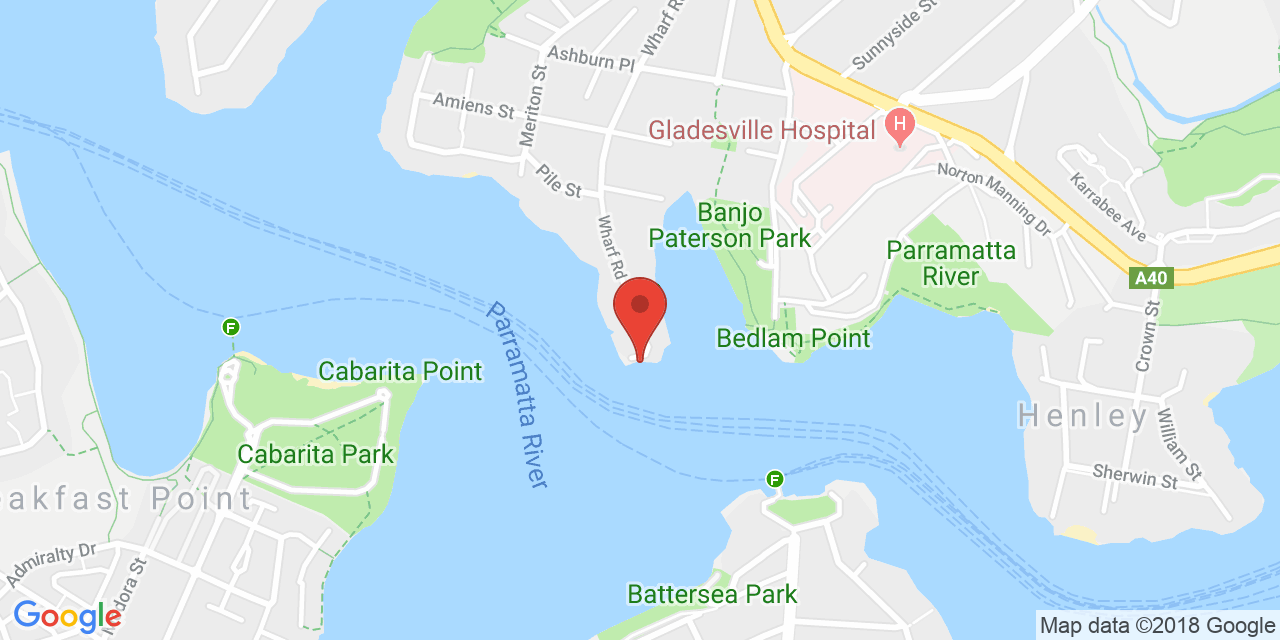 Wharf Rd
Sunnyside St
Ashburn Pl
Meriton St
Amiens St
Gladesville Hospital
H
Pile St
Norton Manning Dr
Karrabee Ave
Banjo
Paterson Park
Wharf Rd
Parramatta
River
A40
F
Parramatta River
Bedlam Point
Crown St
Cabarita Point
Henley
William St
Cabarita Park
Sherwin St
F
eakfast Point
Admiralty Dr
Battersea Park
Google
Map data ©2018 Google